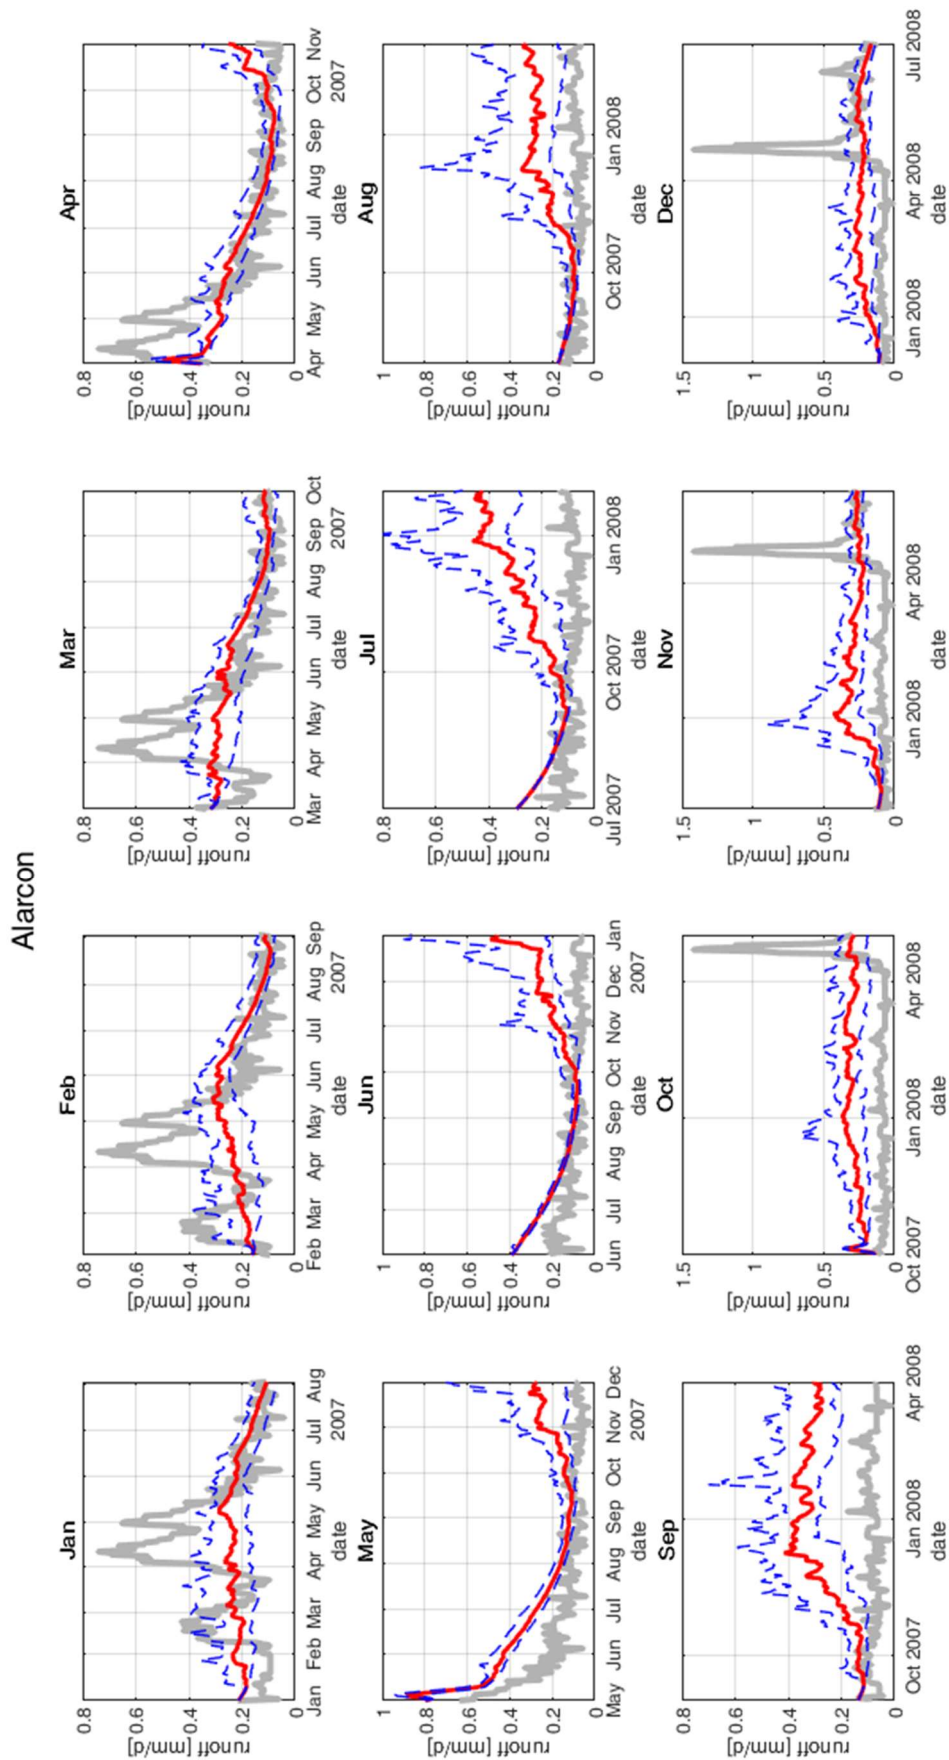 Alarcon
Jan
runoff [mm/d]
0.8
0.6
0.4
0.2
0
Jan Feb Mar Apr May Jun Jul Aug
date 2007
Feb
runoff [mm/d]
0.8
0.6
0.4
0.2
0
Feb Mar Apr May Jun Jul Aug Sep
date 2007
Mar
runoff [mm/d]
0.8
0.6
0.4
0.2
0
Mar Apr May Jun Jul Aug Sep Oct
date 2007
Apr
runoff [mm/d]
0.8
0.6
0.4
0.2
0
Apr May Jun Jul Aug Sep Oct Nov
date 2007
May
runoff [mm/d]
1
0.8
0.6
0.4
0.2
0
May Jun Jul Aug Sep Oct Nov Dec
date 2007
Jun
runoff [mm/d]
1
0.8
0.6
0.4
0.2
0
Jun Jul Aug Sep Oct Nov Dec Jan
date 2007
Jul
runoff [mm/d]
0.8
0.6
0.4
0.2
0
Jul 2007 Oct 2007 Jan 2008
date
Aug
runoff [mm/d]
1
0.8
0.6
0.4
0.2
0
Oct 2007 Jan 2008
date
Sep
runoff [mm/d]
0.8
0.6
0.4
0.2
0
Oct 2007 Jan 2008 Apr 2008
date
Oct
runoff [mm/d]
1.5
1
0.5
0
Oct 2007 Jan 2008 Apr 2008
date
Nov
runoff [mm/d]
1.5
1
0.5
0
Jan 2008 Apr 2008
date
Dec
runoff [mm/d]
1.5
1
0.5
0
Jan 2008 Apr 2008 Jul 2008
date